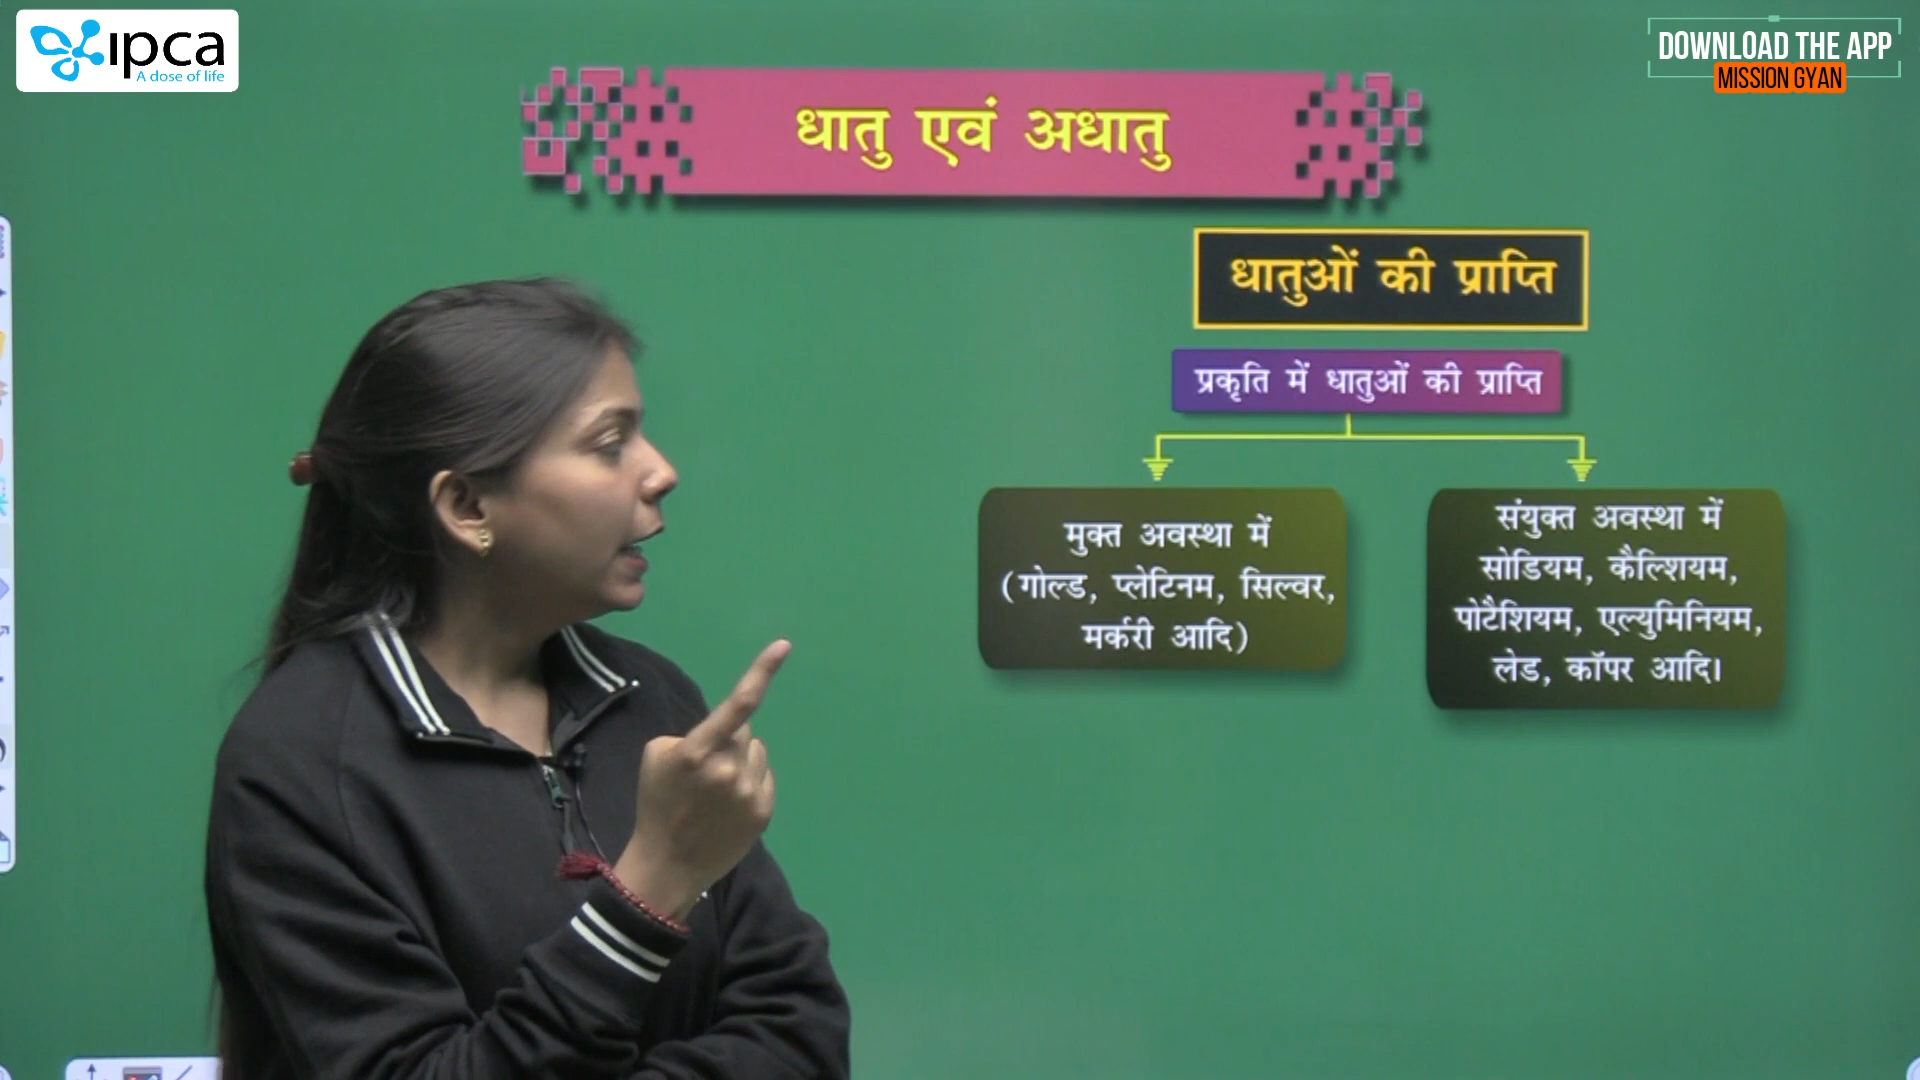 ipca
A dose of life
DOWNLOAD THE APP
MISSION GYAN
धातु एवं अधातु
धातुओं की प्राप्ति
प्रकृति में धातुओं की प्राप्ति
मुक्त अवस्था में
(गोल्ड, प्लेटिनम, सिल्वर,
मर्करी आदि)
संयुक्त अवस्था में
सोडियम, कैल्शियम,
पोटैशियम, एल्युमिनियम,
लेड, कॉपर आदि।